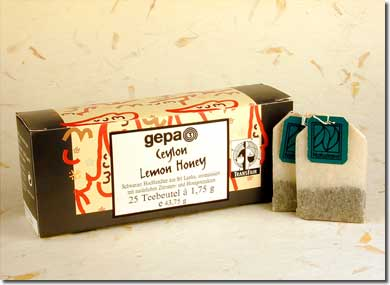 gepa 3
Ceylon
Lemon Honey
Schwarzer Hochlandtee aus Sri Lanka, aromatisiert
mit natürlichen Zitronen- und Honigaromen
25 Teebeutel à 1,75 g
e 43,75 g
TRANSFAIR